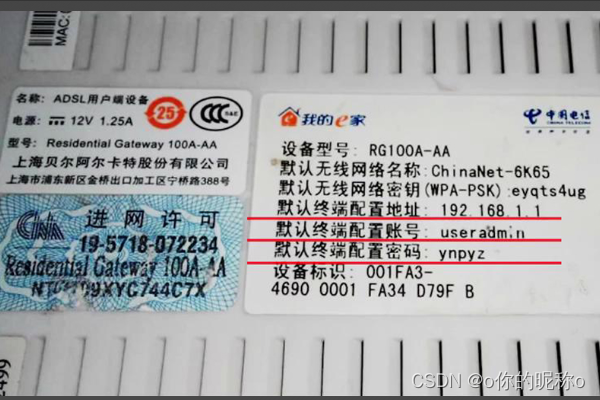 MAC:0
名称: ADSL用户端设备
电源: 12V 1.25A
25
CCC
S&E
型号: Residential Gateway 100A-AA
上海贝尔阿尔卡特股份有限公司
上海市浦东新区金桥出口加工区宁桥路388号
进网许可
19-5718-072234
Residential Gateway 100A-AA
我的e家
中国电信
CHINA TELECOM
设备型号: RG100A-AA
默认无线网络名称:ChinaNet-6K65
默认无线网络密钥(WPA-PSK):eyqts4ug
默认终端配置地址: 192.168.1.1
默认终端配置账号: useradmin
默认终端配置密码: ynpyz
设备标识: 001FA3-
4690 0001 FA34 D79F B
2499
CSDN @o你的昵称o